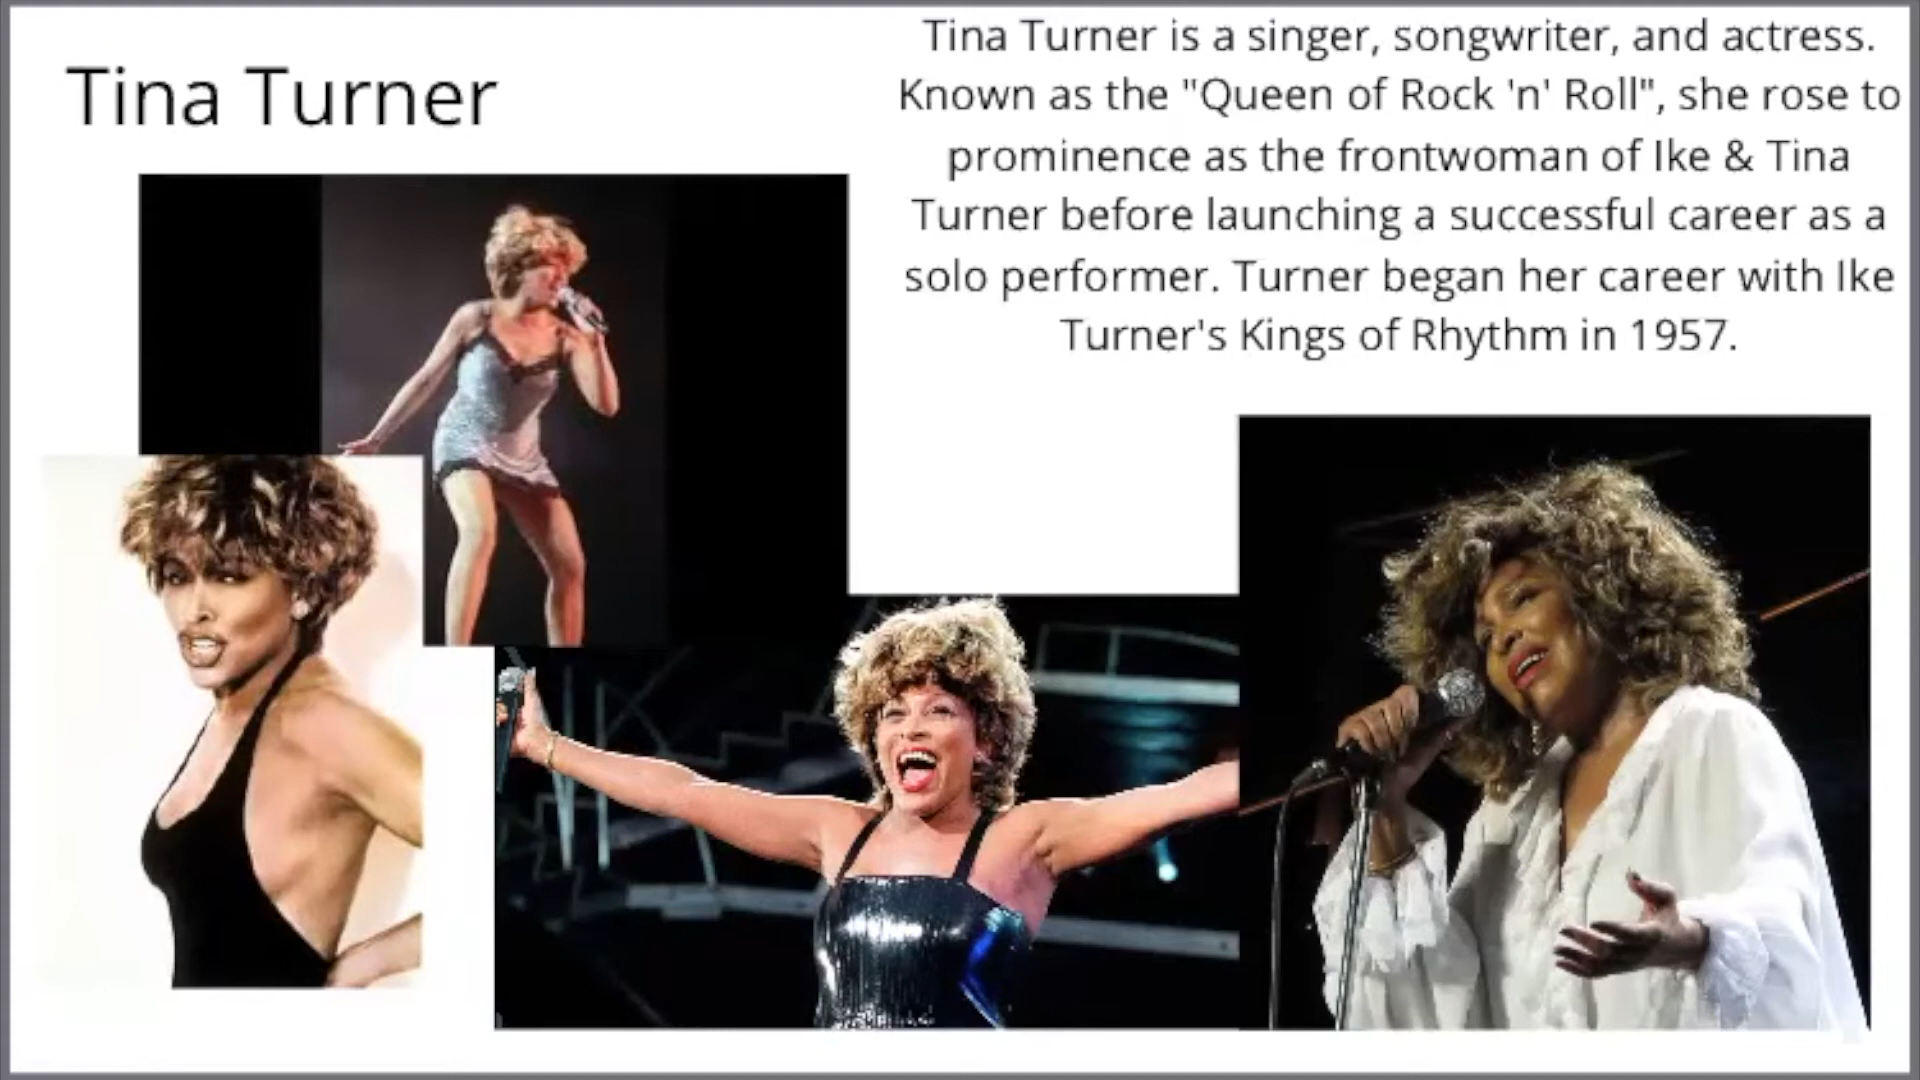 Tina Turner
Tina Turner is a singer, songwriter, and actress.
Known as the "Queen of Rock 'n' Roll", she rose to
prominence as the frontwoman of Ike & Tina
Turner before launching a successful career as a
solo performer. Turner began her career with Ike
Turner's Kings of Rhythm in 1957.